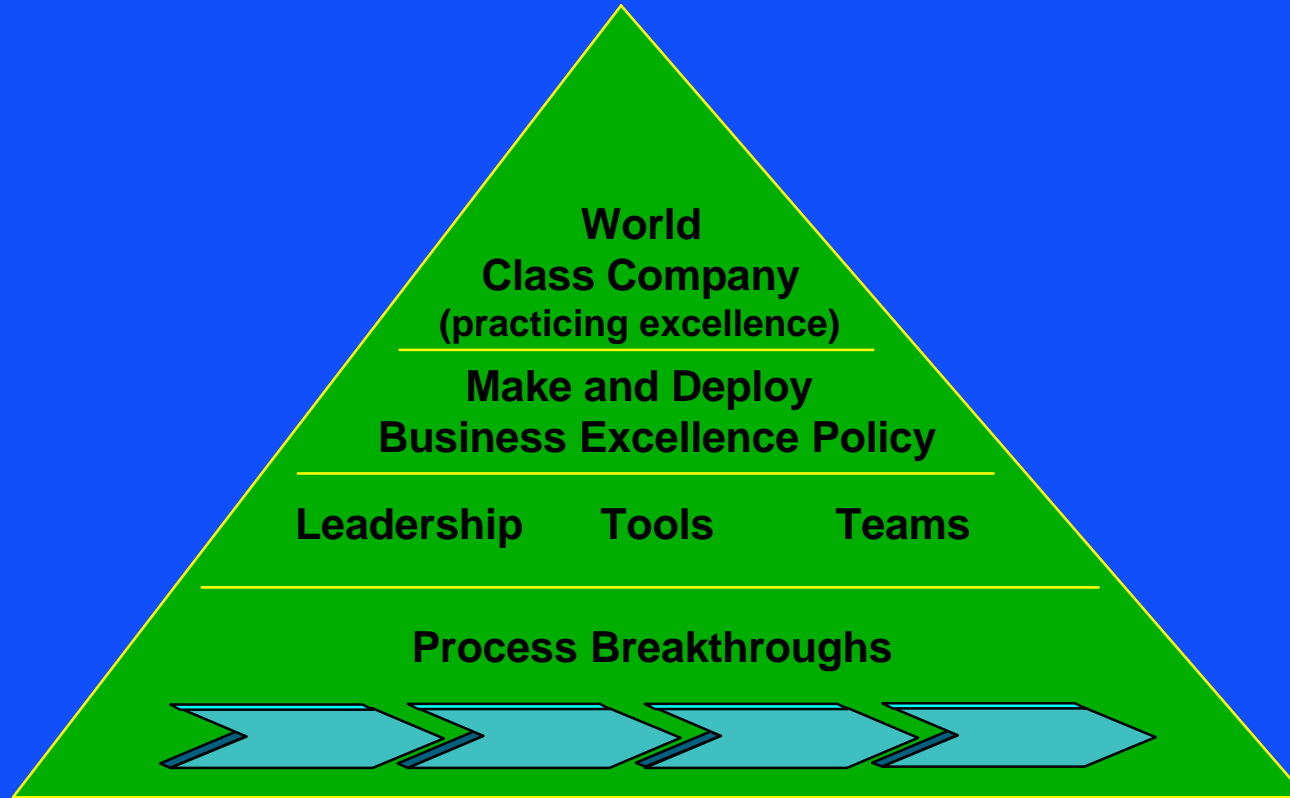 World
Class Company
(practicing excellence)
Make and Deploy
Business Excellence Policy
Leadership Tools Teams
Process Breakthroughs